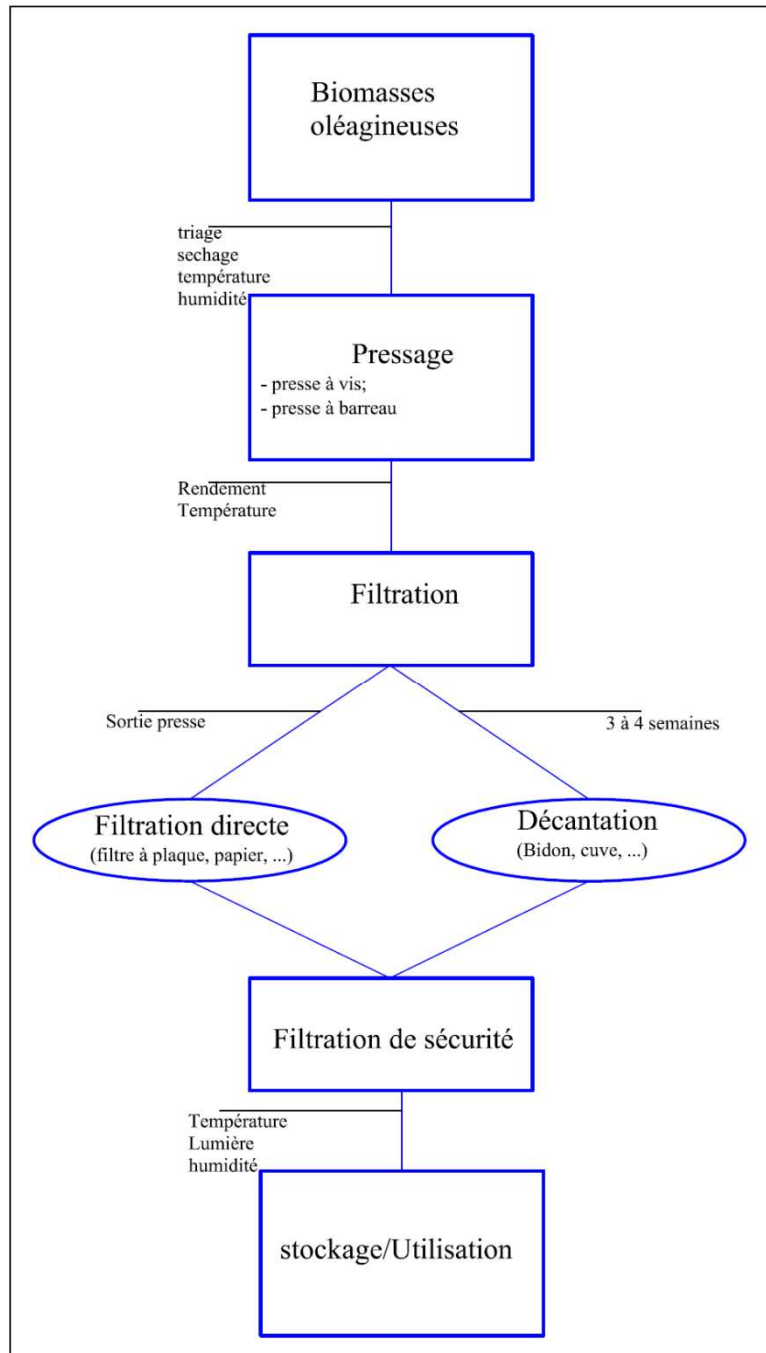 Biomasses
oléagineuses
triage
sechage
température
humidité
Pressage
- presse à vis;
- presse à barreau
Rendement
Température
Filtration
Sortie presse
3 à 4 semaines
Filtration directe
(filtre à plaque, papier, ...)
Décantation
(Bidon, cuve, ...)
Filtration de sécurité
Température
Lumière
humidité
stockage/Utilisation